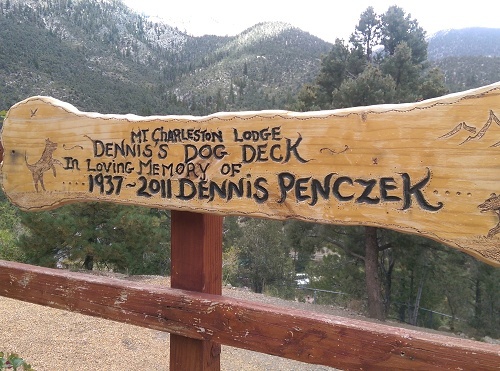 MT CHARLESTON LODGE
DENNIS'S DOG DECK
IN LOVING MEMORY OF
1937~2011 DENNIS PENCZEK